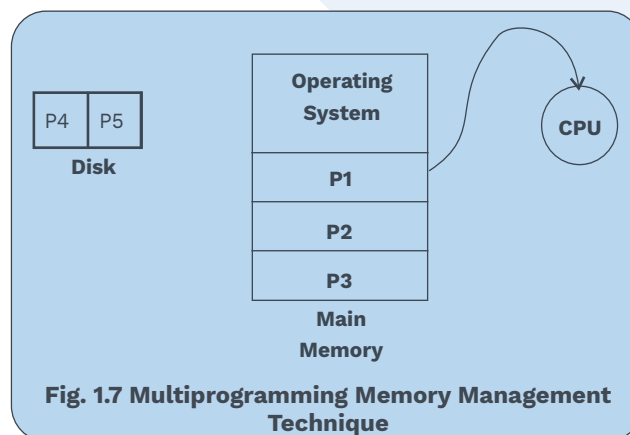 P4 P5
Disk
Operating
System
P1
P2
P3
Main
Memory
CPU
Fig. 1.7 Multiprogramming Memory Management
Technique